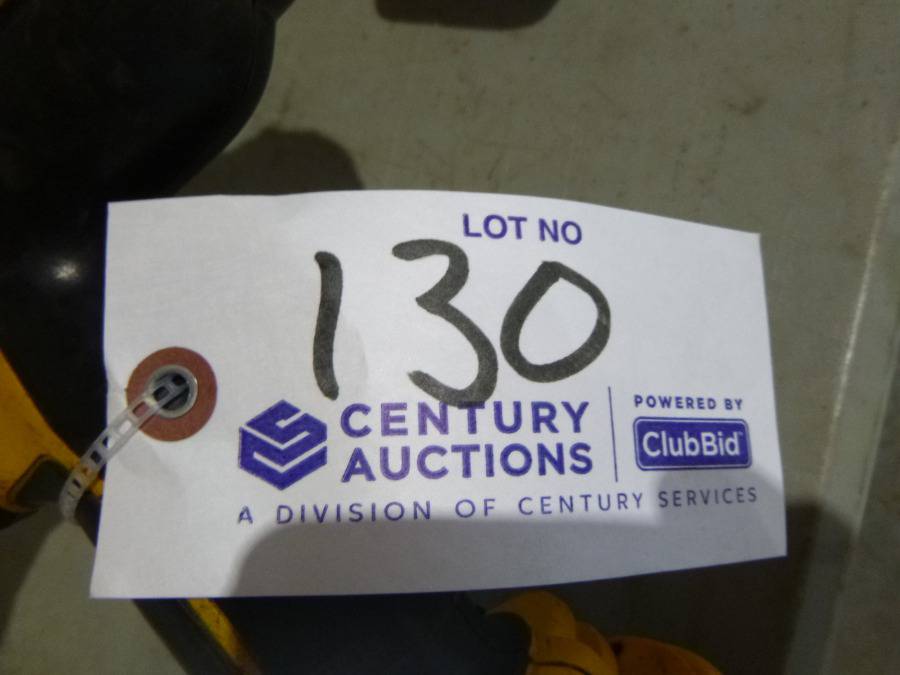 LOT NO
130
CENTURY
AUCTIONS
A DIVISION OF CENTURY SERVICES
POWERED BY
ClubBid